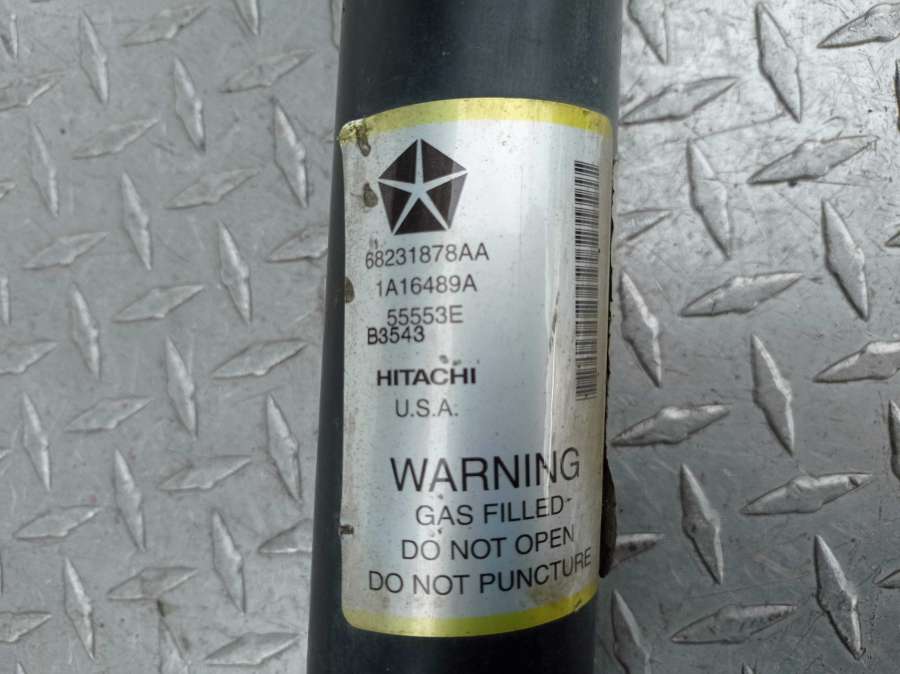 68231878AA
1A16489A
55553E
B3543
HITACHI
U.S.A.
WARNING
GAS FILLED
DO NOT OPEN
DO NOT PUNCTURE